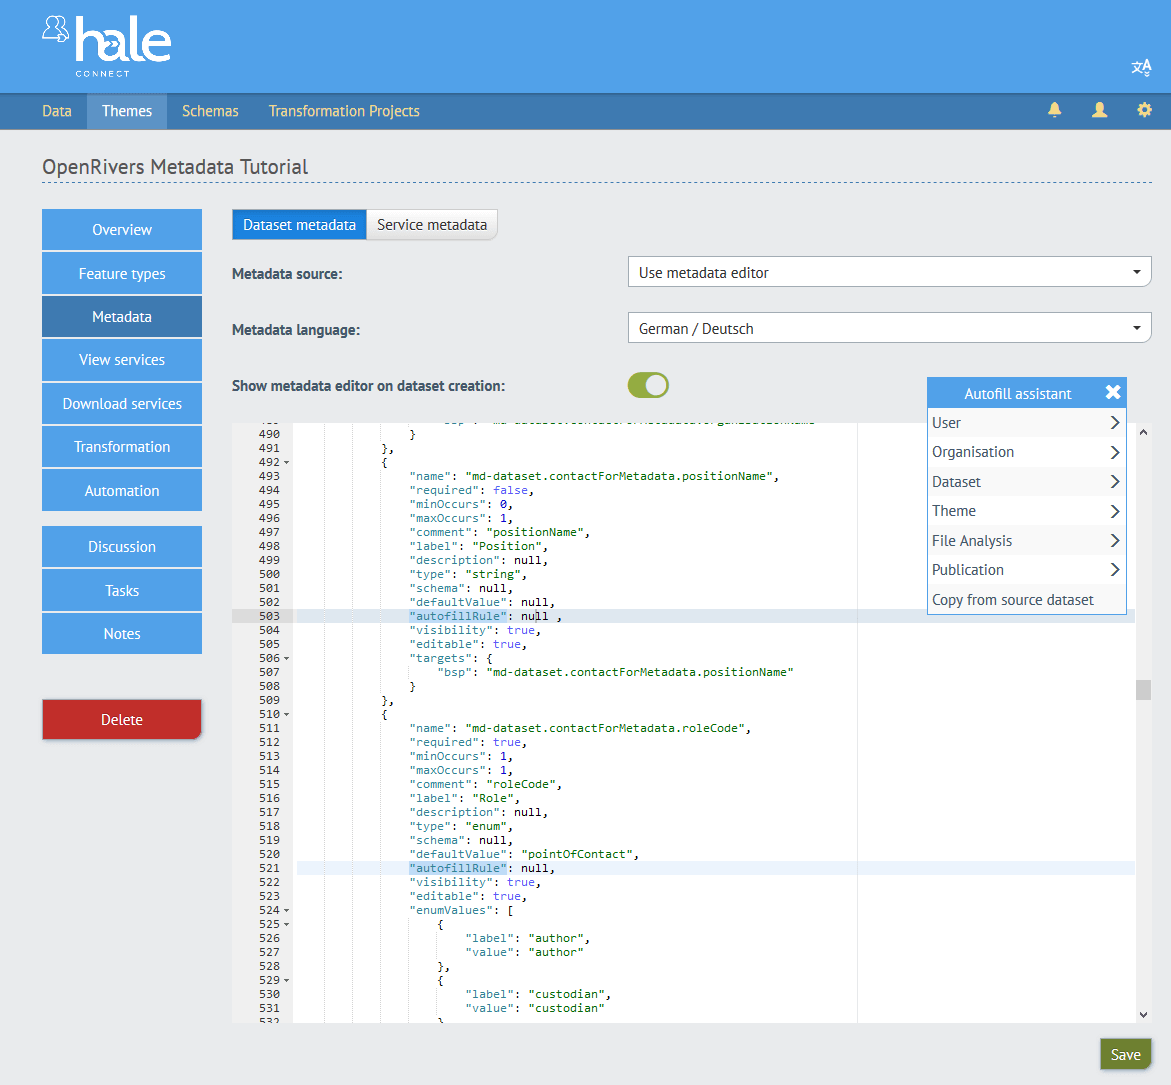 hale
CONNECT
Data Themes Schemas Transformation Projects
OpenRivers Metadata Tutorial
Overview
Feature types
Metadata
View services
Download services
Transformation
Automation
Discussion
Tasks
Notes
Delete
Dataset metadata Service metadata
Metadata source: Use metadata editor
Metadata language: German / Deutsch
Show metadata editor on dataset creation:
Autofill assistant
User
Organisation
Dataset
Theme
File Analysis
Publication
Copy from source dataset
490 }
491 },
492 {
493 "name": "md-dataset.contactForMetadata.positionName",
494 "required": false,
495 "minOccurs": 0,
496 "maxOccurs": 1,
497 "comment": "positionName",
498 "label": "Position",
499 "description": null,
500 "type": "string",
501 "schema": null,
502 "defaultValue": null,
503 "autofillRule": null ,
504 "visibility": true,
505 "editable": true,
506 "targets": {
507 "bsp": "md-dataset.contactForMetadata.positionName"
508 }
509 },
510 {
511 "name": "md-dataset.contactForMetadata.roleCode",
512 "required": true,
513 "minOccurs": 1,
514 "maxOccurs": 1,
515 "comment": "roleCode",
516 "label": "Role",
517 "description": null,
518 "type": "enum",
519 "schema": null,
520 "defaultValue": "pointOfContact",
521 "autofillRule": null,
522 "visibility": true,
523 "editable": true,
524 "enumValues": [
525 {
526 "label": "author",
527 "value": "author"
528 },
529 {
530 "label": "custodian",
531 "value": "custodian"
532
Save